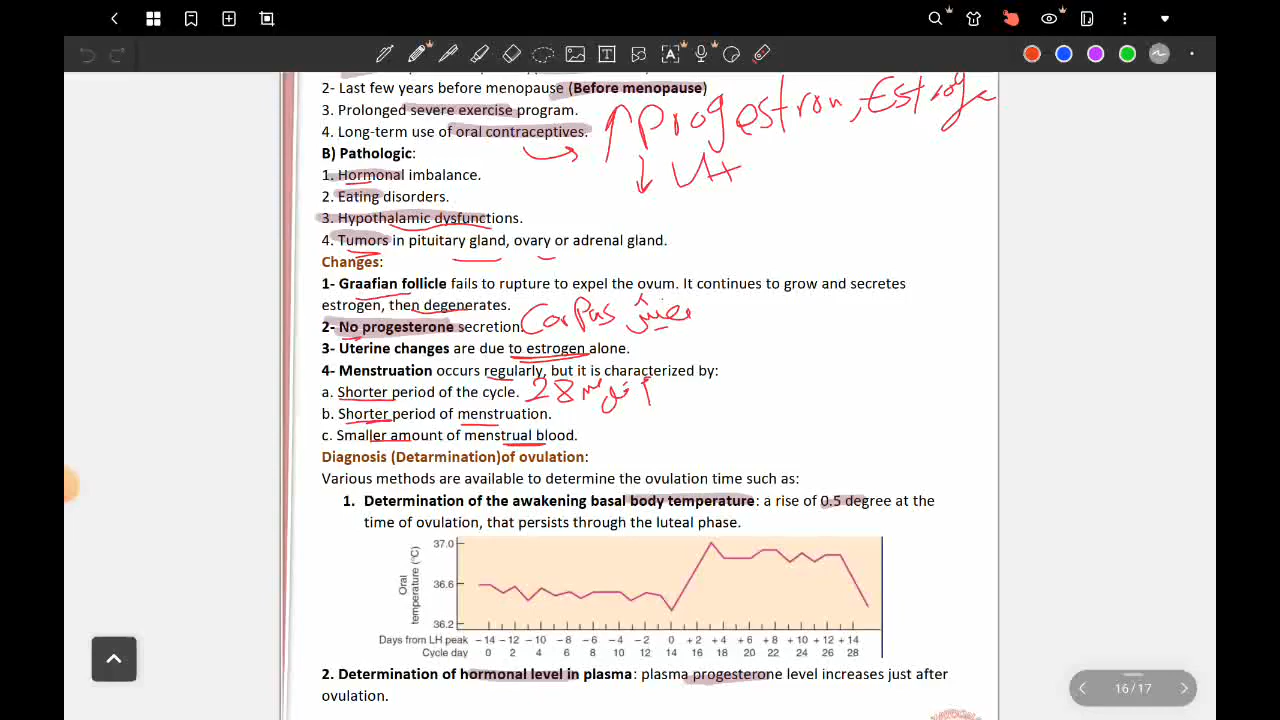 2- Last few years before menopause (Before menopause)
3. Prolonged severe exercise program.
4. Long-term use of oral contraceptives.
Progestron, Estroge
B) Pathologic:
LH
1. Hormonal imbalance.
2. Eating disorders.
3. Hypothalamic dysfunctions.
4. Tumors in pituitary gland, ovary or adrenal gland.
Changes:
1- Graafian follicle fails to rupture to expel the ovum. It continues to grow and secretes
estrogen, then degenerates.
2- No progesterone secretion.
Corpas
3- Uterine changes are due to estrogen alone.
4- Menstruation occurs regularly, but it is characterized by:
a. Shorter period of the cycle. 28
b. Shorter period of menstruation.
c. Smaller amount of menstrual blood.
Diagnosis (Detarmination)of ovulation:
Various methods are available to determine the ovulation time such as:
1. Determination of the awakening basal body temperature: a rise of 0.5 degree at the
time of ovulation, that persists through the luteal phase.
Oral
temperature (°C)
37.0
36.6
36.2
Days from LH peak -14 -12 -10 -8 -6 -4 -2 0 +2 +4 +6 +8 +10 +12 +14
Cycle day 0 2 4 6 8 10 12 14 16 18 20 22 24 26 28
2. Determination of hormonal level in plasma: plasma progesterone level increases just after
ovulation.
16/17